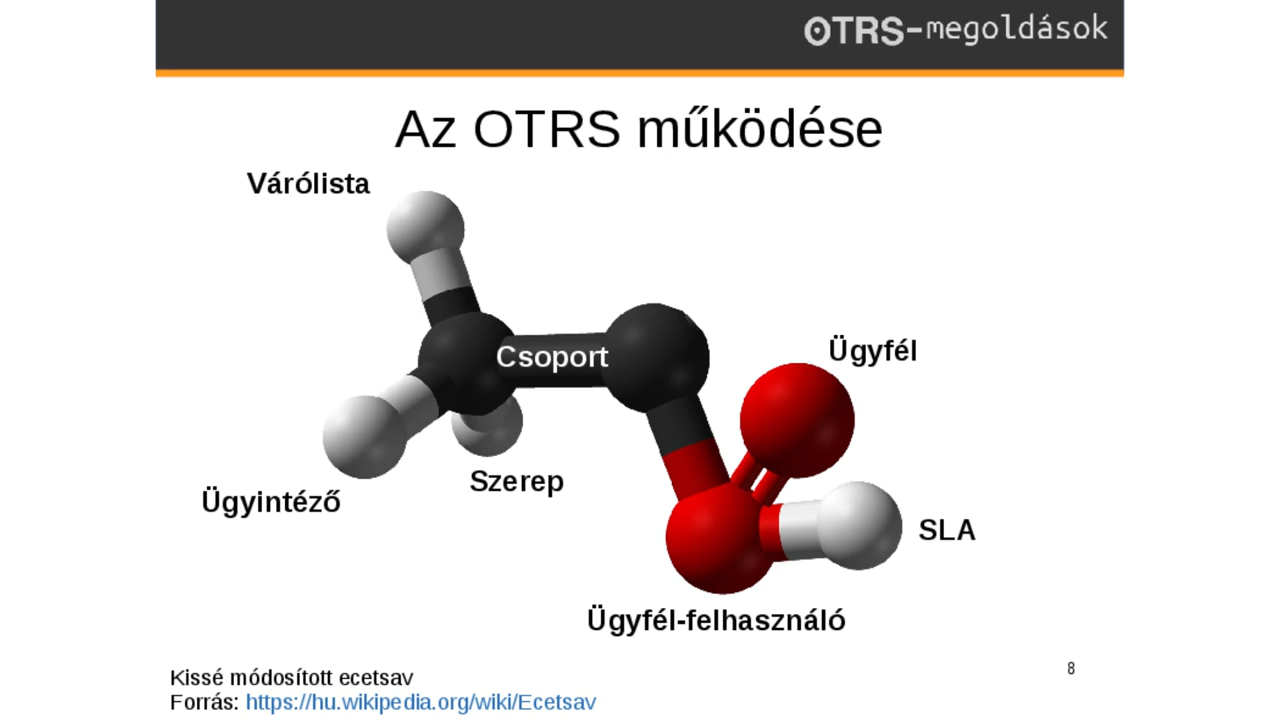 OTRS-megoldások
Az OTRS működése
Várólista
Csoport
Ügyfél
Szerep
Ügyintéző
SLA
Ügyfél-felhasználó
Kissé módosított ecetsav
Forrás: https://hu.wikipedia.org/wiki/Ecetsav
8